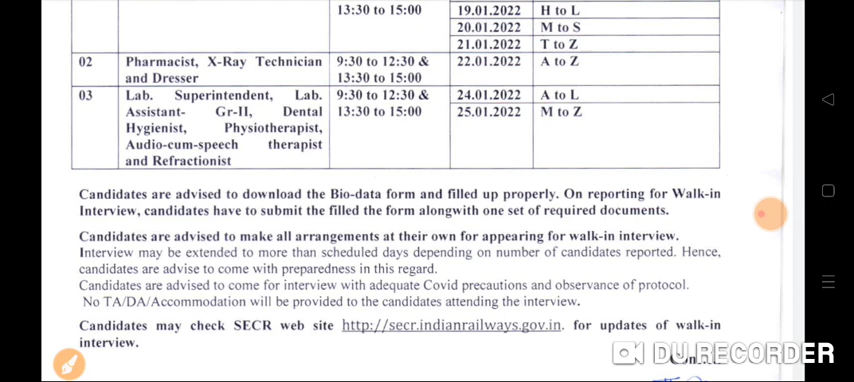 13:30 to 15:00 19.01.2022 H to L
20.01.2022 M to S
21.01.2022 T to Z
02 Pharmacist, X-Ray Technician 9:30 to 12:30 & 22.01.2022 A to Z
and Dresser 13:30 to 15:00
03 Lab. Superintendent, Lab. 9:30 to 12:30 & 24.01.2022 A to L
Assistant- Gr-II, Dental 13:30 to 15:00 25.01.2022 M to Z
Hygienist, Physiotherapist,
Audio-cum-speech therapist
and Refractionist
Candidates are advised to download the Bio-data form and filled up properly. On reporting for Walk-in
Interview, candidates have to submit the filled the form alongwith one set of required documents.
Candidates are advised to make all arrangements at their own for appearing for walk-in interview.
Interview may be extended to more than scheduled days depending on number of candidates reported. Hence,
candidates are advise to come with preparedness in this regard.
Candidates are advised to come for interview with adequate Covid precautions and observance of protocol.
No TA/DA/Accommodation will be provided to the candidates attending the interview.
Candidates may check SECR web site http://secr.indianrailways.gov.in. for updates of walk-in
interview.
DU RECORDER